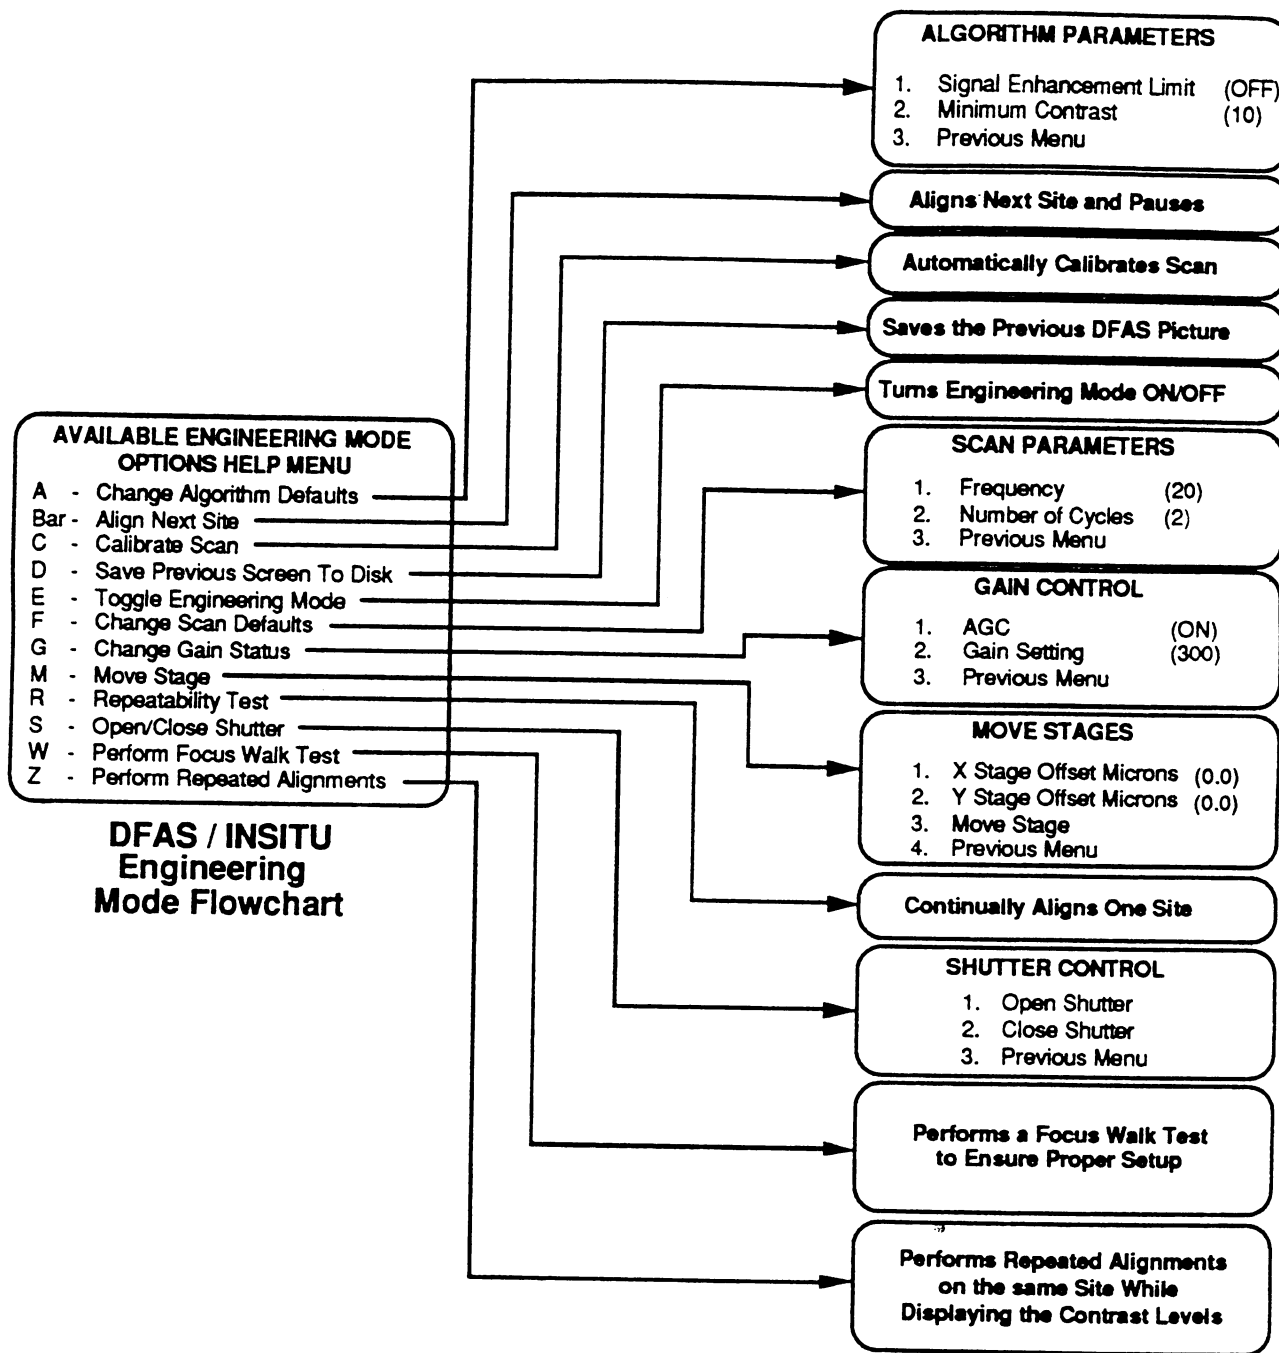 ALGORITHM PARAMETERS
1. Signal Enhancement Limit (OFF)
2. Minimum Contrast (10)
3. Previous Menu
Aligns Next Site and Pauses
Automatically Calibrates Scan
Saves the Previous DFAS Picture
Turns Engineering Mode ON/OFF
AVAILABLE ENGINEERING MODE
OPTIONS HELP MENU
A - Change Algorithm Defaults
Bar - Align Next Site
C - Calibrate Scan
D - Save Previous Screen To Disk
E - Toggle Engineering Mode
F - Change Scan Defaults
G - Change Gain Status
M - Move Stage
R - Repeatability Test
S - Open/Close Shutter
W - Perform Focus Walk Test
Z - Perform Repeated Alignments
DFAS / INSITU
Engineering
Mode Flowchart
SCAN PARAMETERS
1. Frequency (20)
2. Number of Cycles (2)
3. Previous Menu
GAIN CONTROL
1. AGC (ON)
2. Gain Setting (300)
3. Previous Menu
MOVE STAGES
1. X Stage Offset Microns (0.0)
2. Y Stage Offset Microns (0.0)
3. Move Stage
4. Previous Menu
Continually Aligns One Site
SHUTTER CONTROL
1. Open Shutter
2. Close Shutter
3. Previous Menu
Performs a Focus Walk Test
to Ensure Proper Setup
Performs Repeated Alignments
on the same Site While
Displaying the Contrast Levels